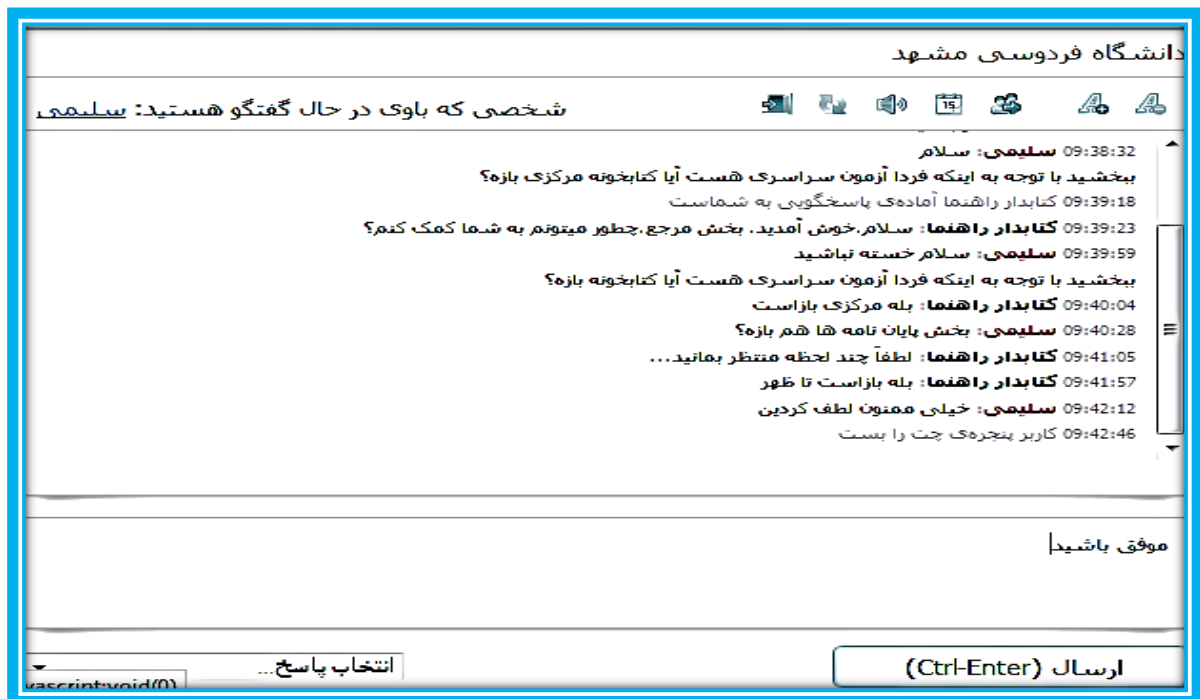 دانشگاه فردوسی مشهد
شخصی که باوی در حال گفتگو هستید: سلیمی
15
09:38:32 سلیمی: سلام
ببخشید با توجه به اینکه فردا آزمون سراسری هست آیا کتابخونه مرکزی بازه؟
09:39:18 کتابدار راهنما آماده‌ی پاسخگویی به شماست
09:39:23 کتابدار راهنما: سلام.خوش آمدید. بخش مرجع.چطور میتونم به شما کمک کنم؟
09:39:59 سلیمی: سلام خسته نباشید
ببخشید با توجه به اینکه فردا آزمون سراسری هست آیا کتابخونه بازه؟
09:40:04 کتابدار راهنما: بله مرکزی بازاست
09:40:28 سلیمی: بخش پایان نامه ها هم بازه؟
09:41:05 کتابدار راهنما: لطفاً چند لحظه منتظر بمانید...
09:41:57 کتابدار راهنما: بله بازاست تا ظهر
09:42:12 سلیمی: خیلی ممنون لطف کردین
09:42:46 کاربر پنجره‌ی چت را بست
موفق باشید
ارسال (Ctrl-Enter)
انتخاب پاسخ...
vascript:void(0)